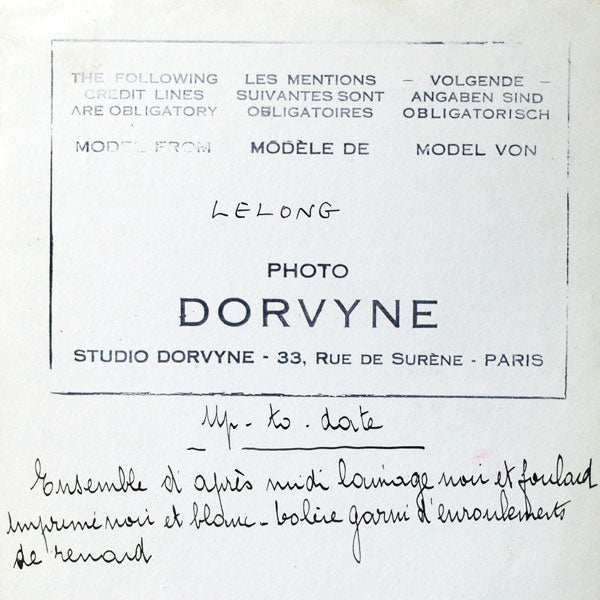 THE FOLLOWING CREDIT LINES ARE OBLIGATORY
LES MENTIONS SUIVANTES SONT OBLIGATOIRES
— VOLGENDE — ANGABEN SIND OBLIGATORISCH
MODEL FROM MODÈLE DE MODEL VON
LELONG
PHOTO
DORVYNE
STUDIO DORVYNE - 33, RUE DE SURÈNE - PARIS
Up-to-date
Ensemble d'après midi lainage noir et foulard
imprimé noir et blanc - boléro garni d'enroulements
de renard